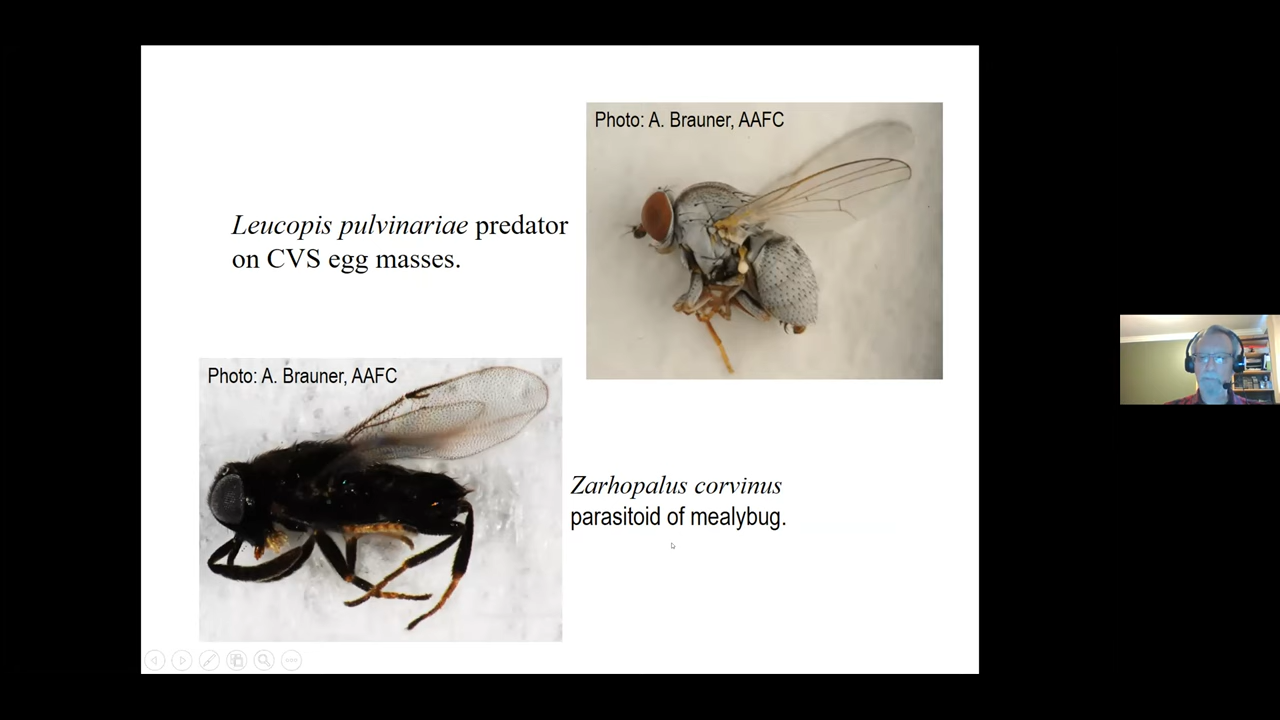 Photo: A. Brauner, AAFC
Leucopis pulvinariae predator
on CVS egg masses.
Photo: A. Brauner, AAFC
Zarhopalus corvinus
parasitoid of mealybug.